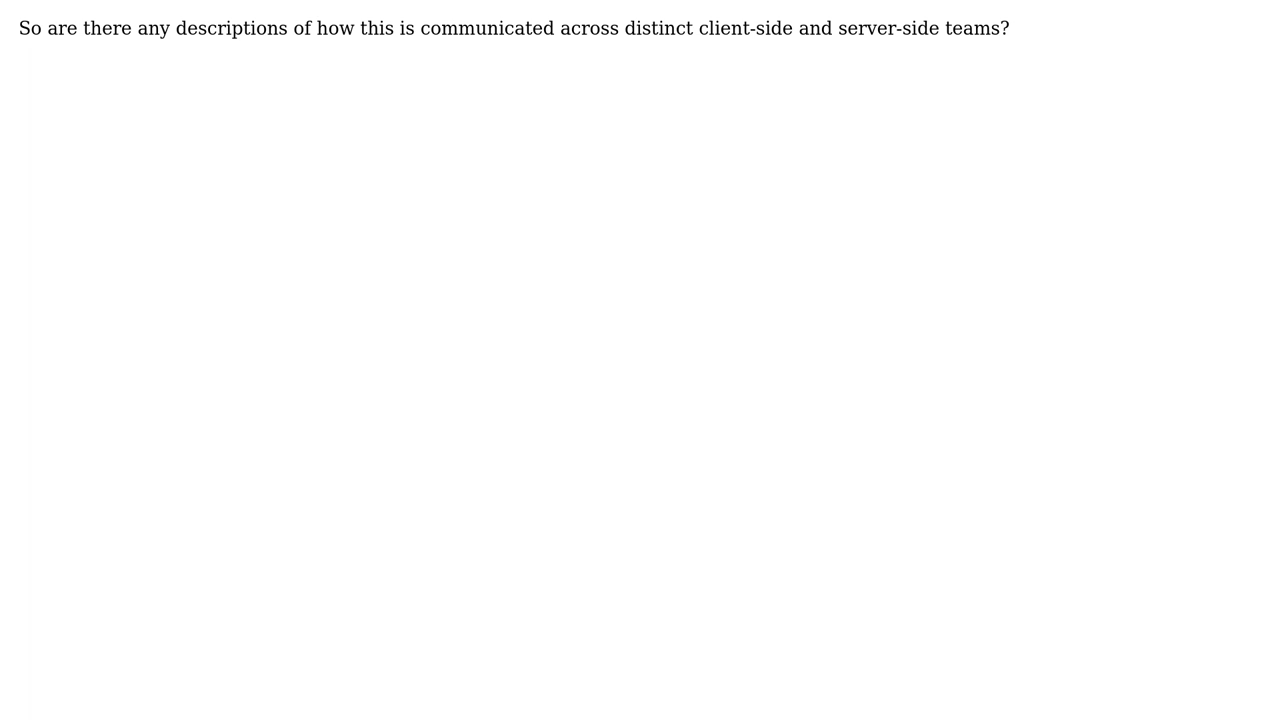 So are there any descriptions of how this is communicated across distinct client-side and server-side teams?